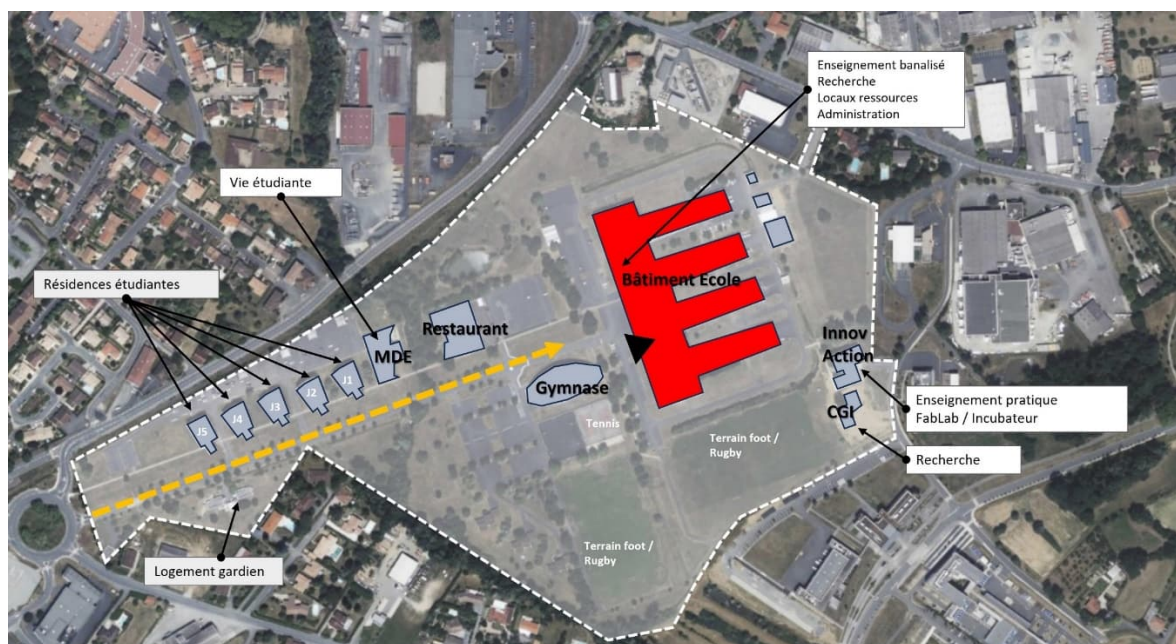 Enseignement banalisé
Recherche
Locaux ressources
Administration
Vie étudiante
Résidences étudiantes
Bâtiment Ecole
Restaurant
MDE
Innov
Action
J1
J2
J3
J4
J5
Gymnase
Enseignement pratique
FabLab / Incubateur
CGI
Tennis
Terrain foot /
Rugby
Recherche
Terrain foot /
Rugby
Logement gardien